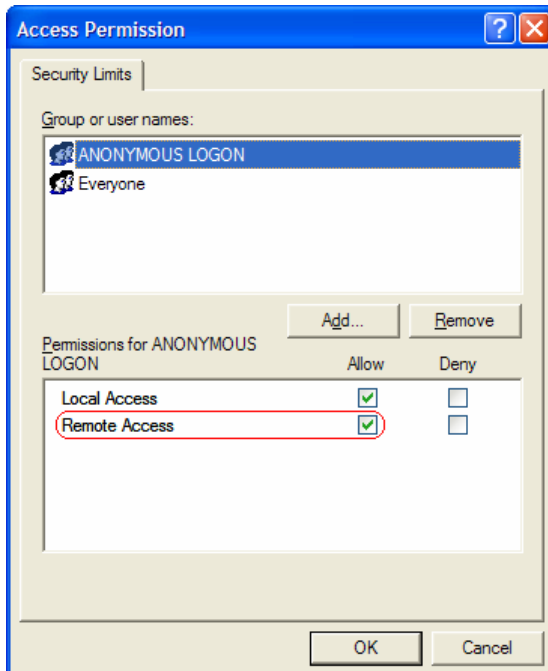 Access Permission
Security Limits
Group or user names:
ANONYMOUS LOGON
Everyone
Add... Remove
Permissions for ANONYMOUS
LOGON Allow Deny
Local Access
Remote Access
OK Cancel